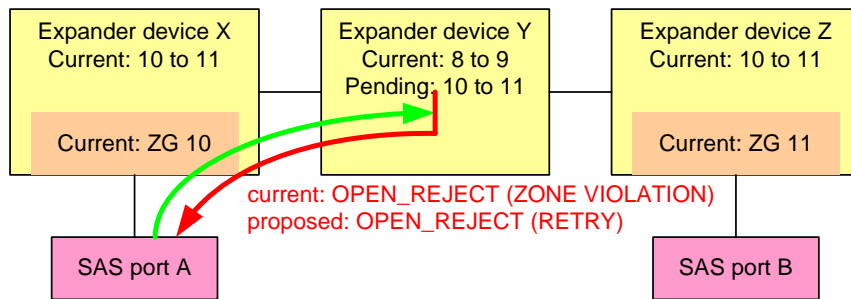 Expander device X
Current: 10 to 11
Current: ZG 10
Expander device Y
Current: 8 to 9
Pending: 10 to 11
Expander device Z
Current: 10 to 11
Current: ZG 11
current: OPEN_REJECT (ZONE VIOLATION)
proposed: OPEN_REJECT (RETRY)
SAS port A
SAS port B